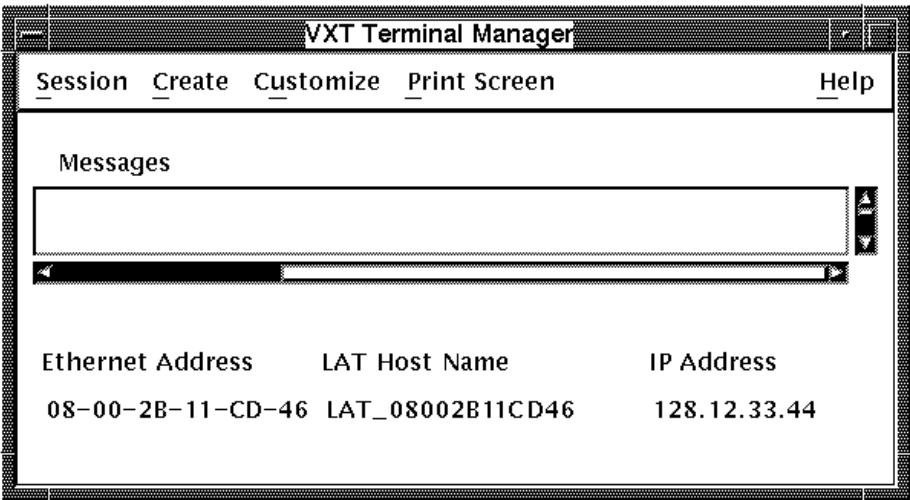 VXT Terminal Manager
Session Create Customize Print Screen Help
Messages
Ethernet Address LAT Host Name IP Address
08-00-2B-11-CD-46 LAT_08002B11CD46 128.12.33.44